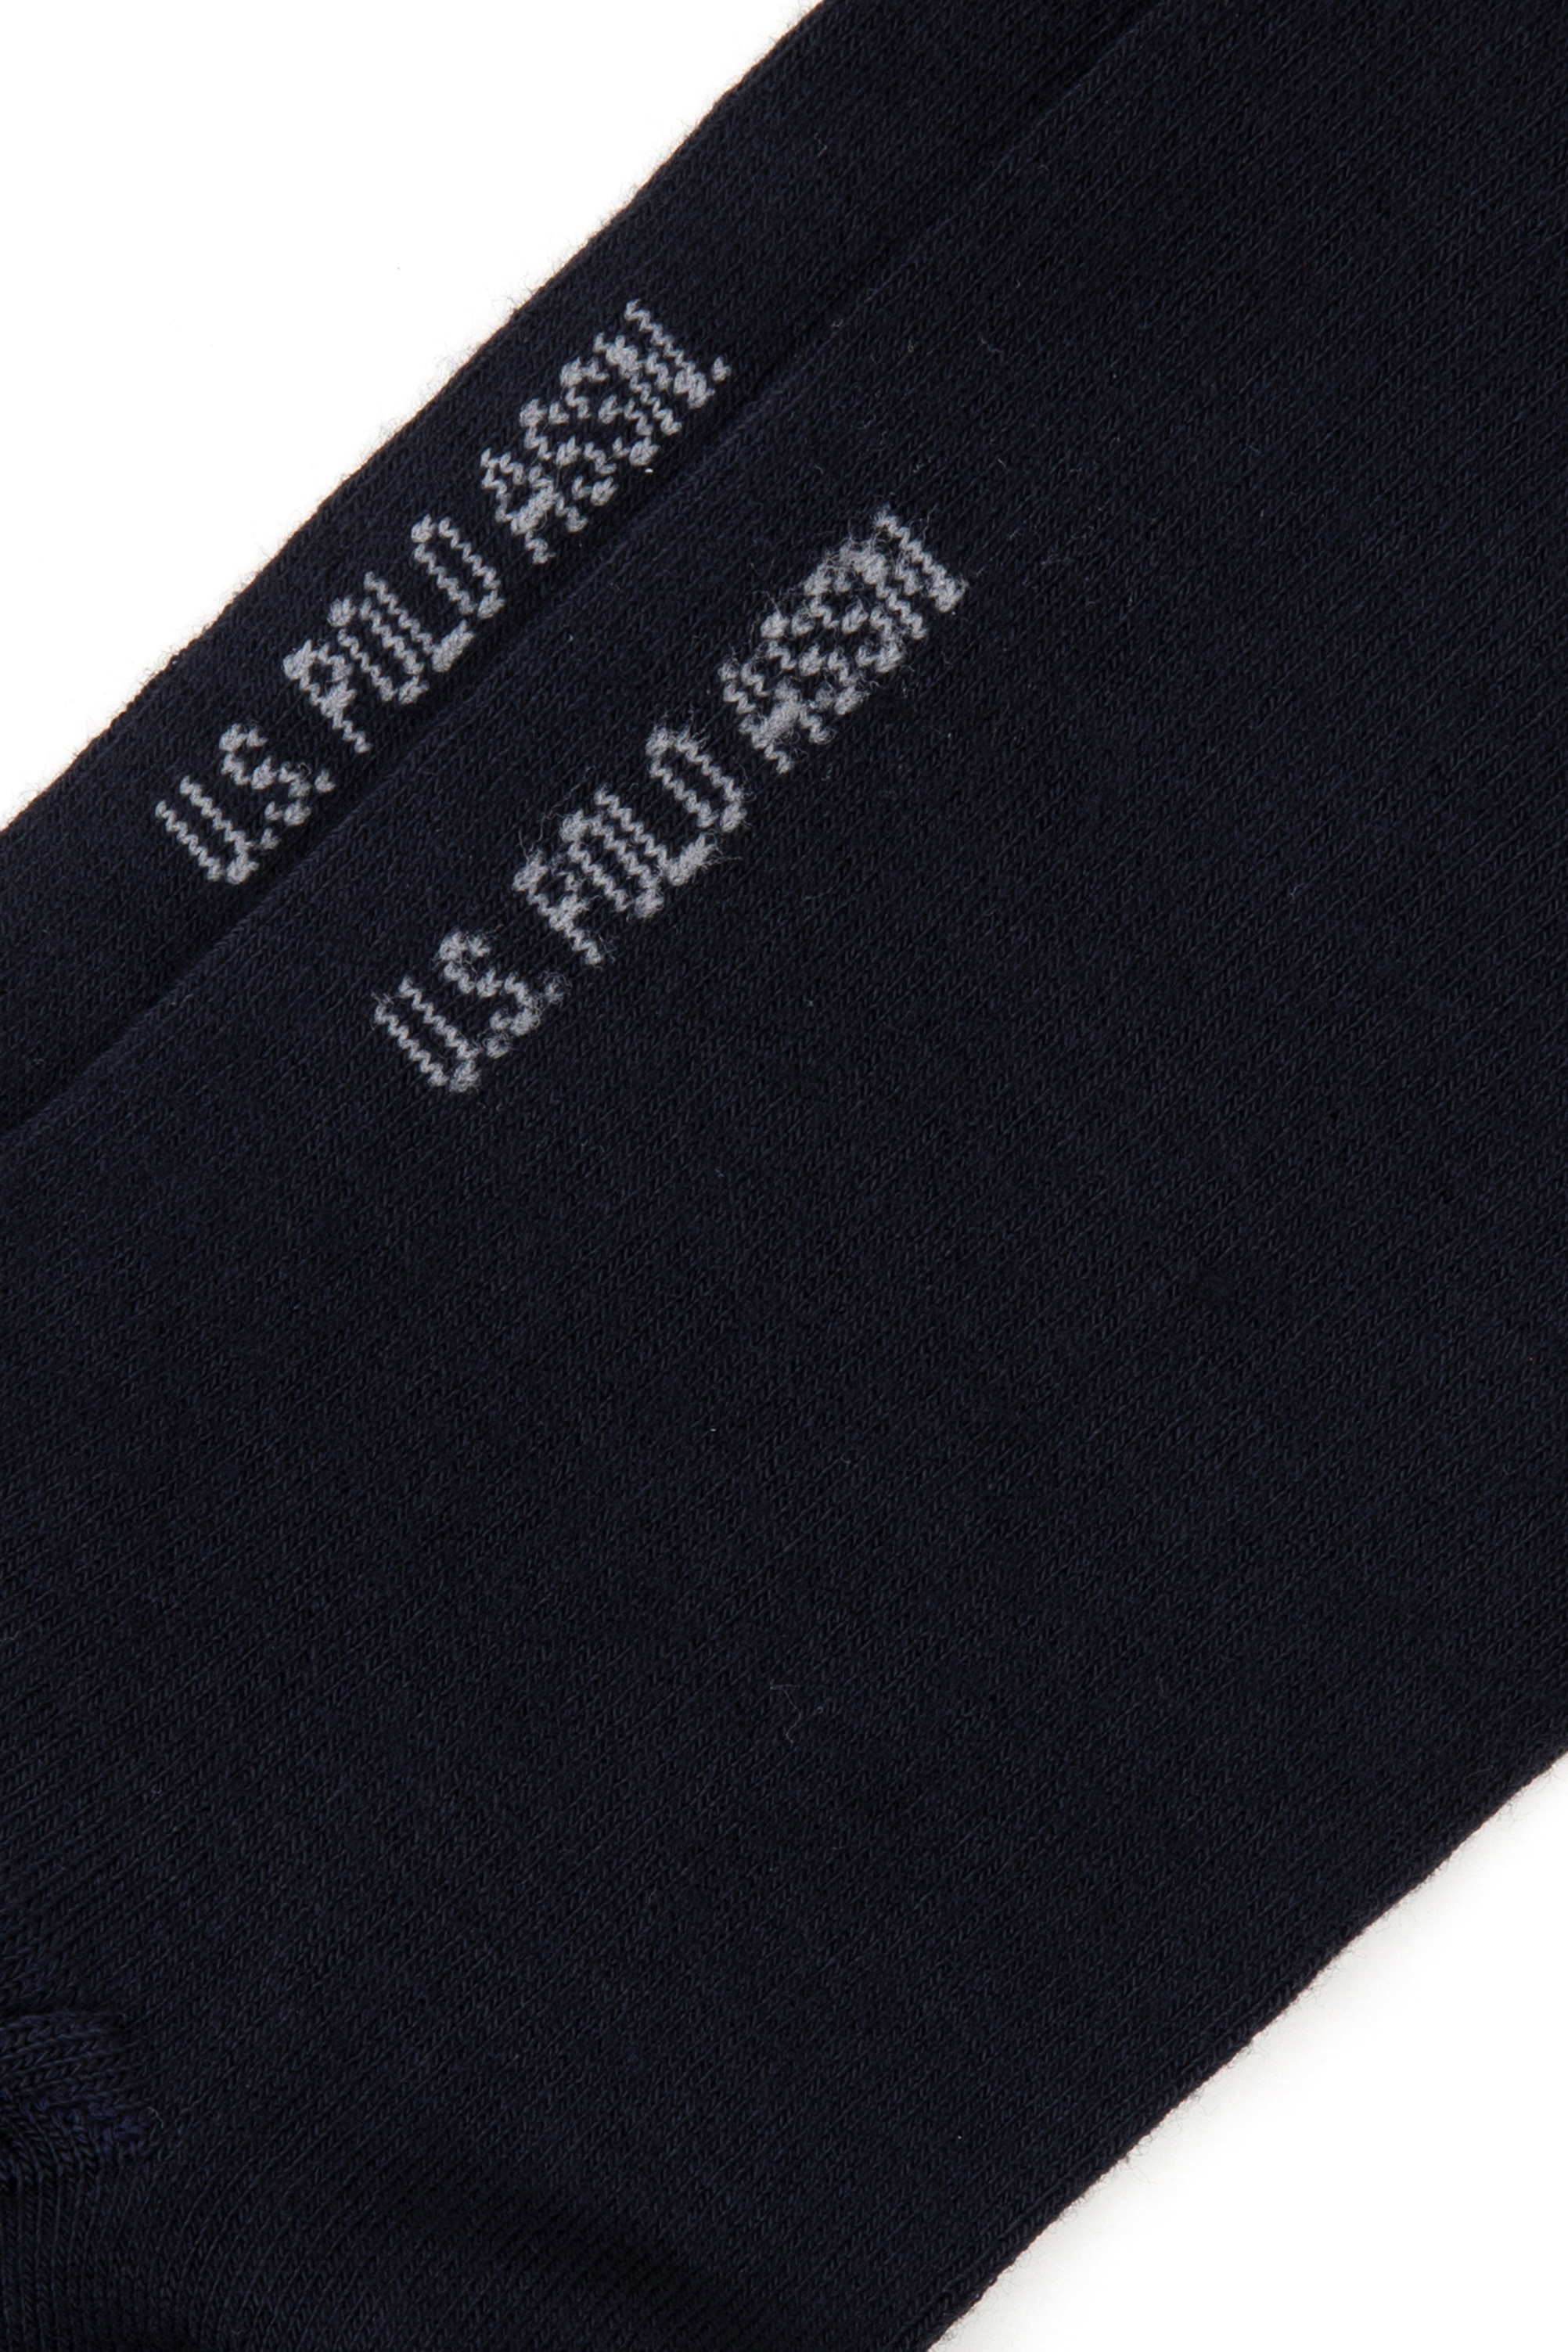 U.S. POLO ASSN.
U.S. POLO ASSN